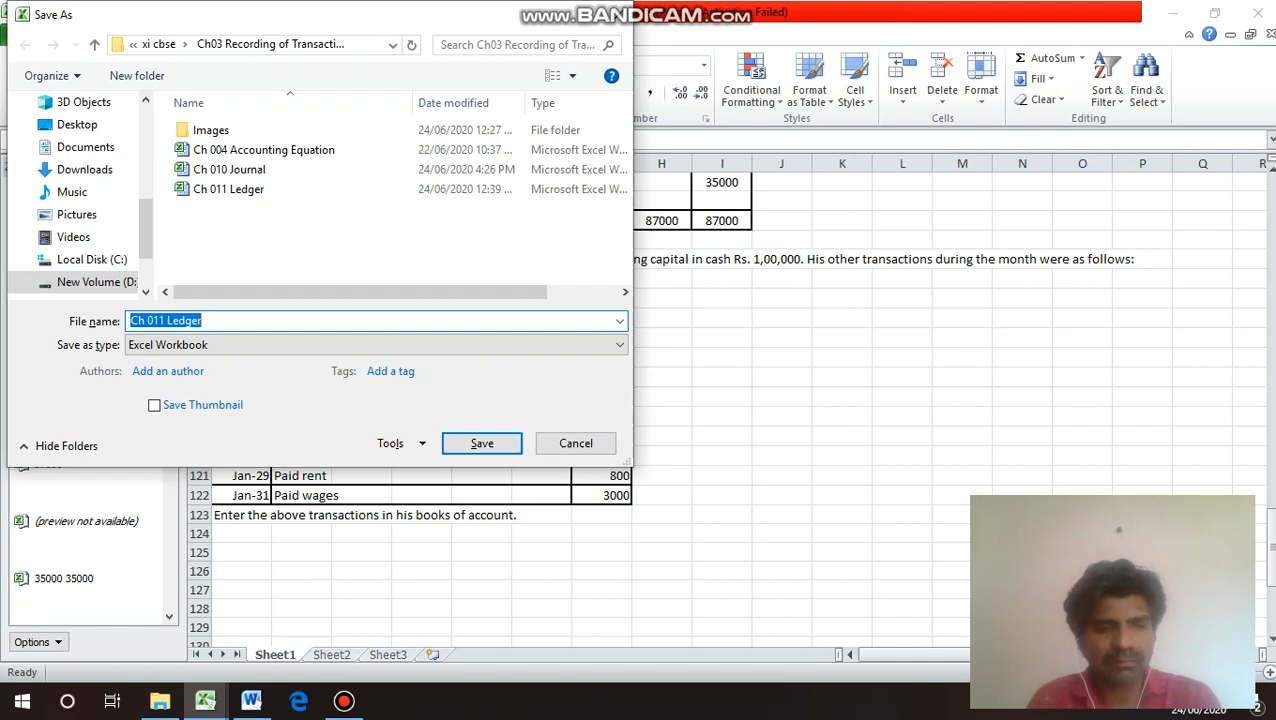 Save As
www.BANDICAM.com
Failed)
xi cbse
Ch03 Recording of Transacti...
Search Ch03 Recording of Tra...
Organize
New folder
3D Objects
Desktop
Documents
Downloads
Music
Pictures
Videos
Local Disk (C:)
New Volume (D:
Name
Date modified
Type
Images
24/06/2020 12:27 ...
File folder
Ch 004 Accounting Equation
22/06/2020 10:37 ...
Microsoft Excel W...
Ch 010 Journal
24/06/2020 4:26 PM
Microsoft Excel W...
Ch 011 Ledger
24/06/2020 12:39 ...
Microsoft Excel W...
File name:
Ch 011 Ledger
Save as type:
Excel Workbook
Authors:
Add an author
Tags:
Add a tag
Save Thumbnail
Hide Folders
Tools
Save
Cancel
Conditional Formatting
Format as Table
Cell Styles
Insert
Delete
Format
AutoSum
Fill
Clear
Sort & Filter
Find & Select
mber
Styles
Cells
Editing
H I J K L M N O P Q R
35000
87000 87000
ng capital in cash Rs. 1,00,000. His other transactions during the month were as follows:
121 Jan-29 Paid rent 800
122 Jan-31 Paid wages 3000
123 Enter the above transactions in his books of account.
124
125
126
127
128
129
130
(preview not available)
35000 35000
Options
Sheet1 Sheet2 Sheet3
Ready
24/06/2020
2